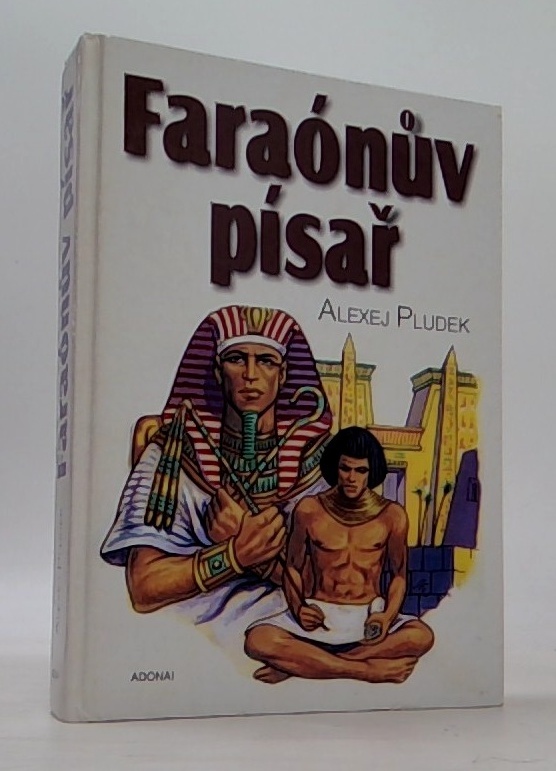 Faraónův
písař
ALEXEJ PLUDEK
ADONAI
Faraónův písař